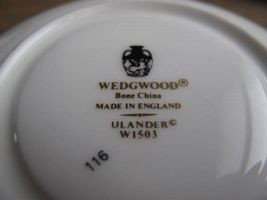 WEDGWOOD®
Bone China
MADE IN ENGLAND
ULANDER©
W1503
116